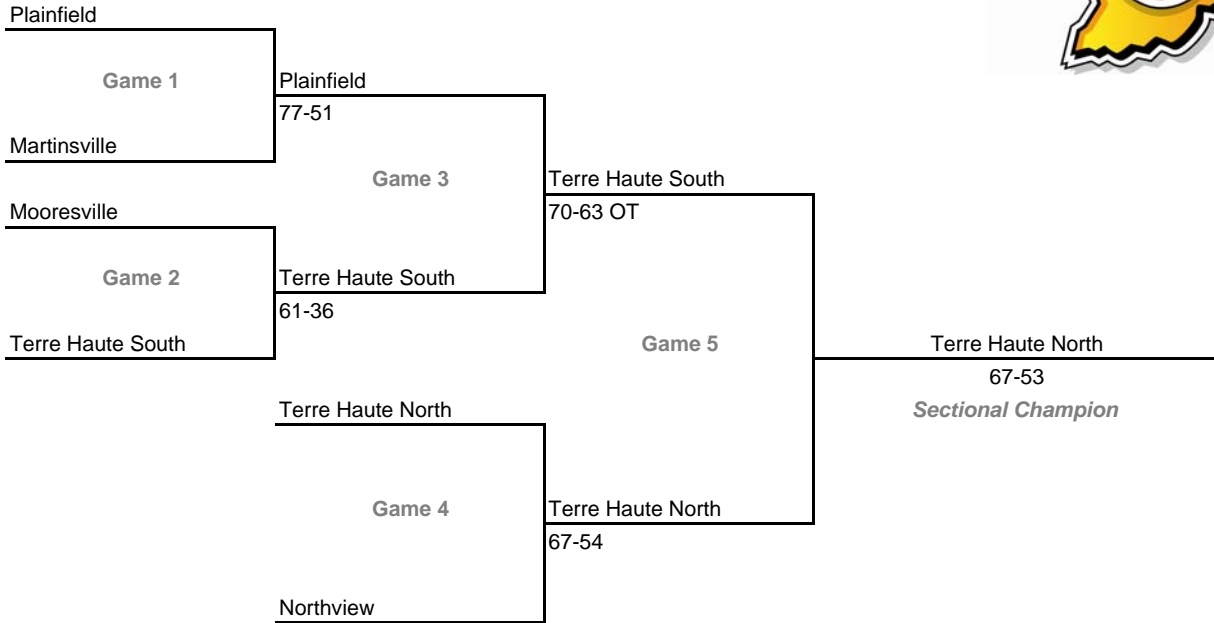 Plainfield
Game 1
Plainfield
77-51
Martinsville
Game 3
Terre Haute South
70-63 OT
Mooresville
Game 2
Terre Haute South
61-36
Terre Haute South
Game 5
Terre Haute North
67-53
Sectional Champion
Terre Haute North
Game 4
Terre Haute North
67-54
Northview